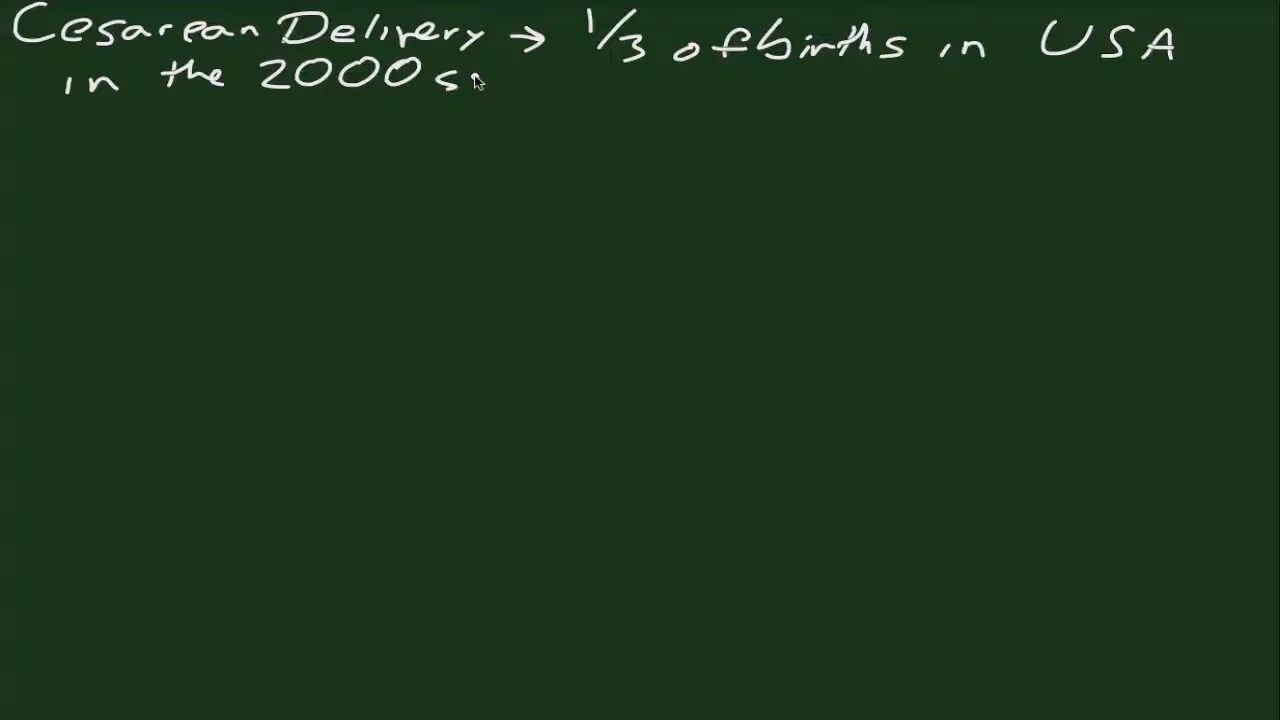 Cesarean Delivery → 1/3 of births in USA
in the 2000s